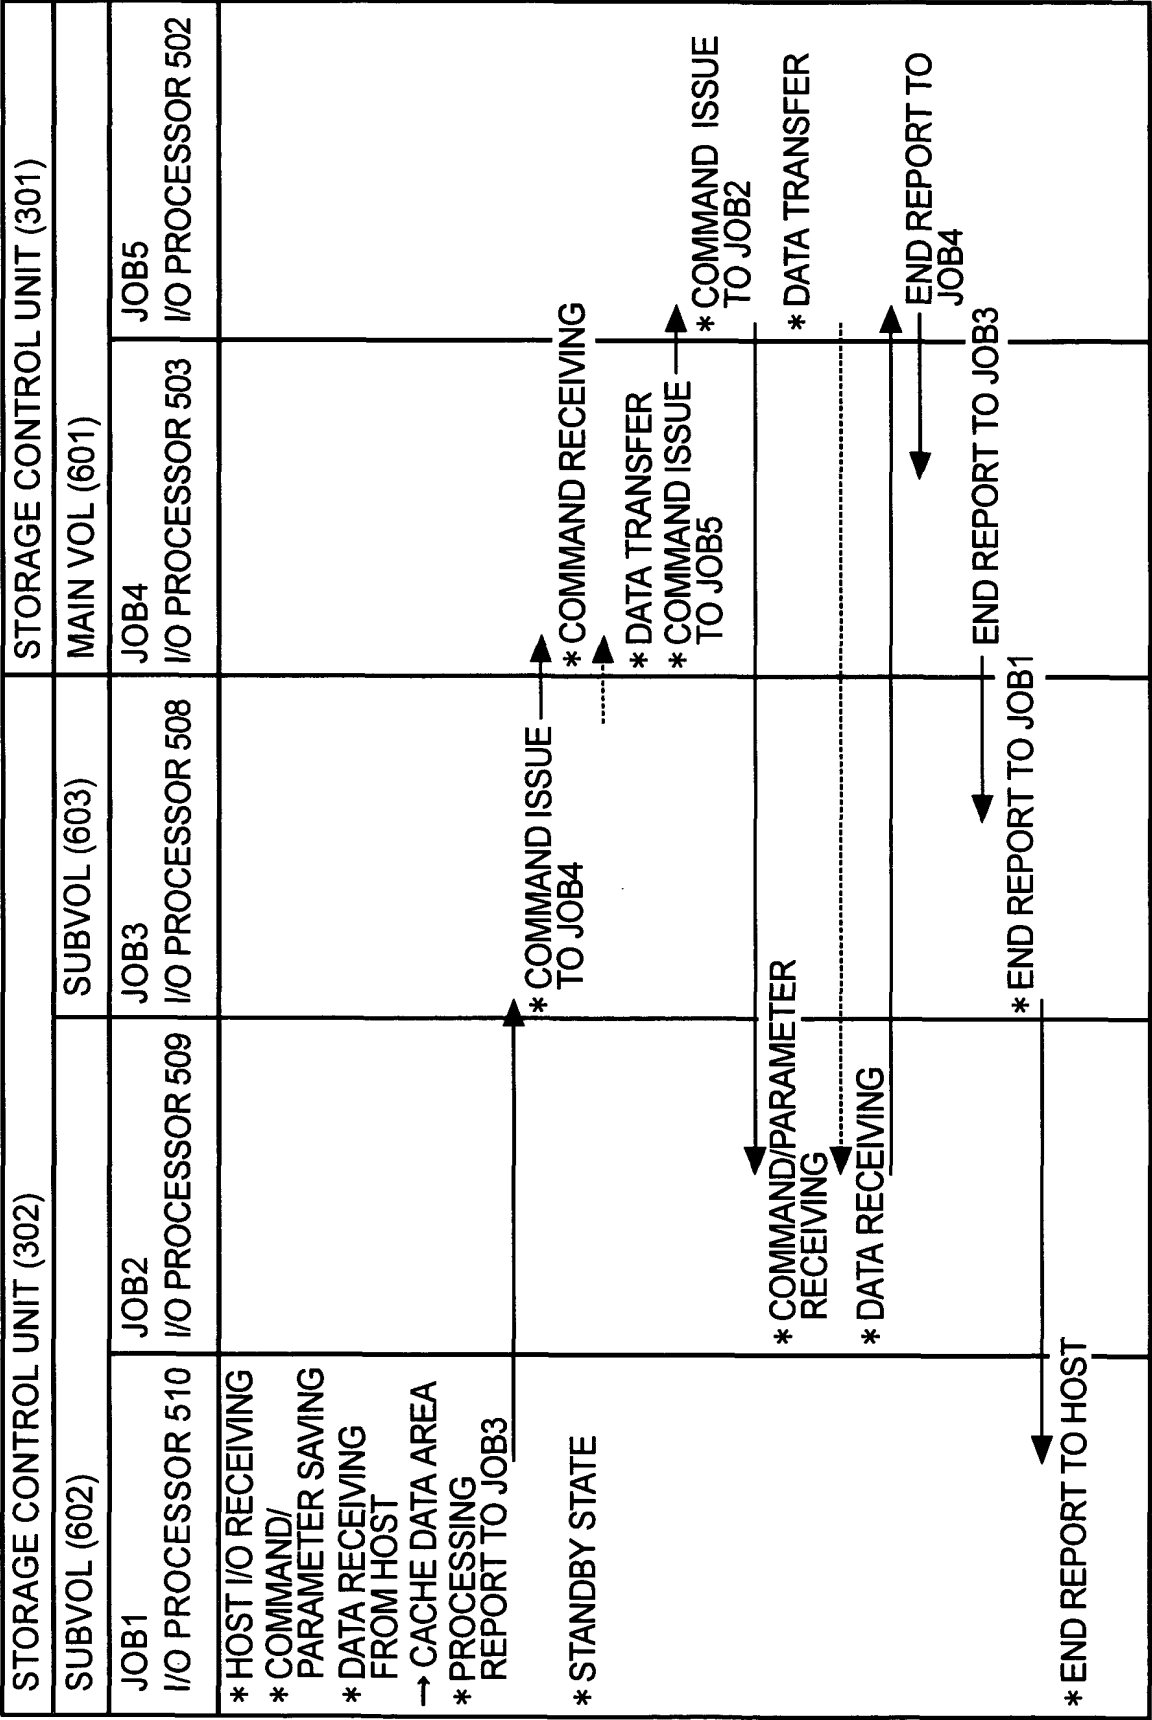 STORAGE CONTROL UNIT (302)
STORAGE CONTROL UNIT (301)
SUBVOL (602)
SUBVOL (603)
MAIN VOL (601)
JOB1
I/O PROCESSOR 510
JOB2
I/O PROCESSOR 509
JOB3
I/O PROCESSOR 508
JOB4
I/O PROCESSOR 503
JOB5
I/O PROCESSOR 502
* HOST I/O RECEIVING
* COMMAND/
PARAMETER SAVING
* DATA RECEIVING
FROM HOST
→ CACHE DATA AREA
* PROCESSING
REPORT TO JOB3
* COMMAND ISSUE
TO JOB4
* STANDBY STATE
* COMMAND RECEIVING
* DATA TRANSFER
* COMMAND ISSUE
TO JOB5
* COMMAND ISSUE
TO JOB2
* COMMAND/PARAMETER
RECEIVING
* DATA TRANSFER
* DATA RECEIVING
END REPORT TO
JOB4
END REPORT TO JOB3
* END REPORT TO JOB1
* END REPORT TO HOST